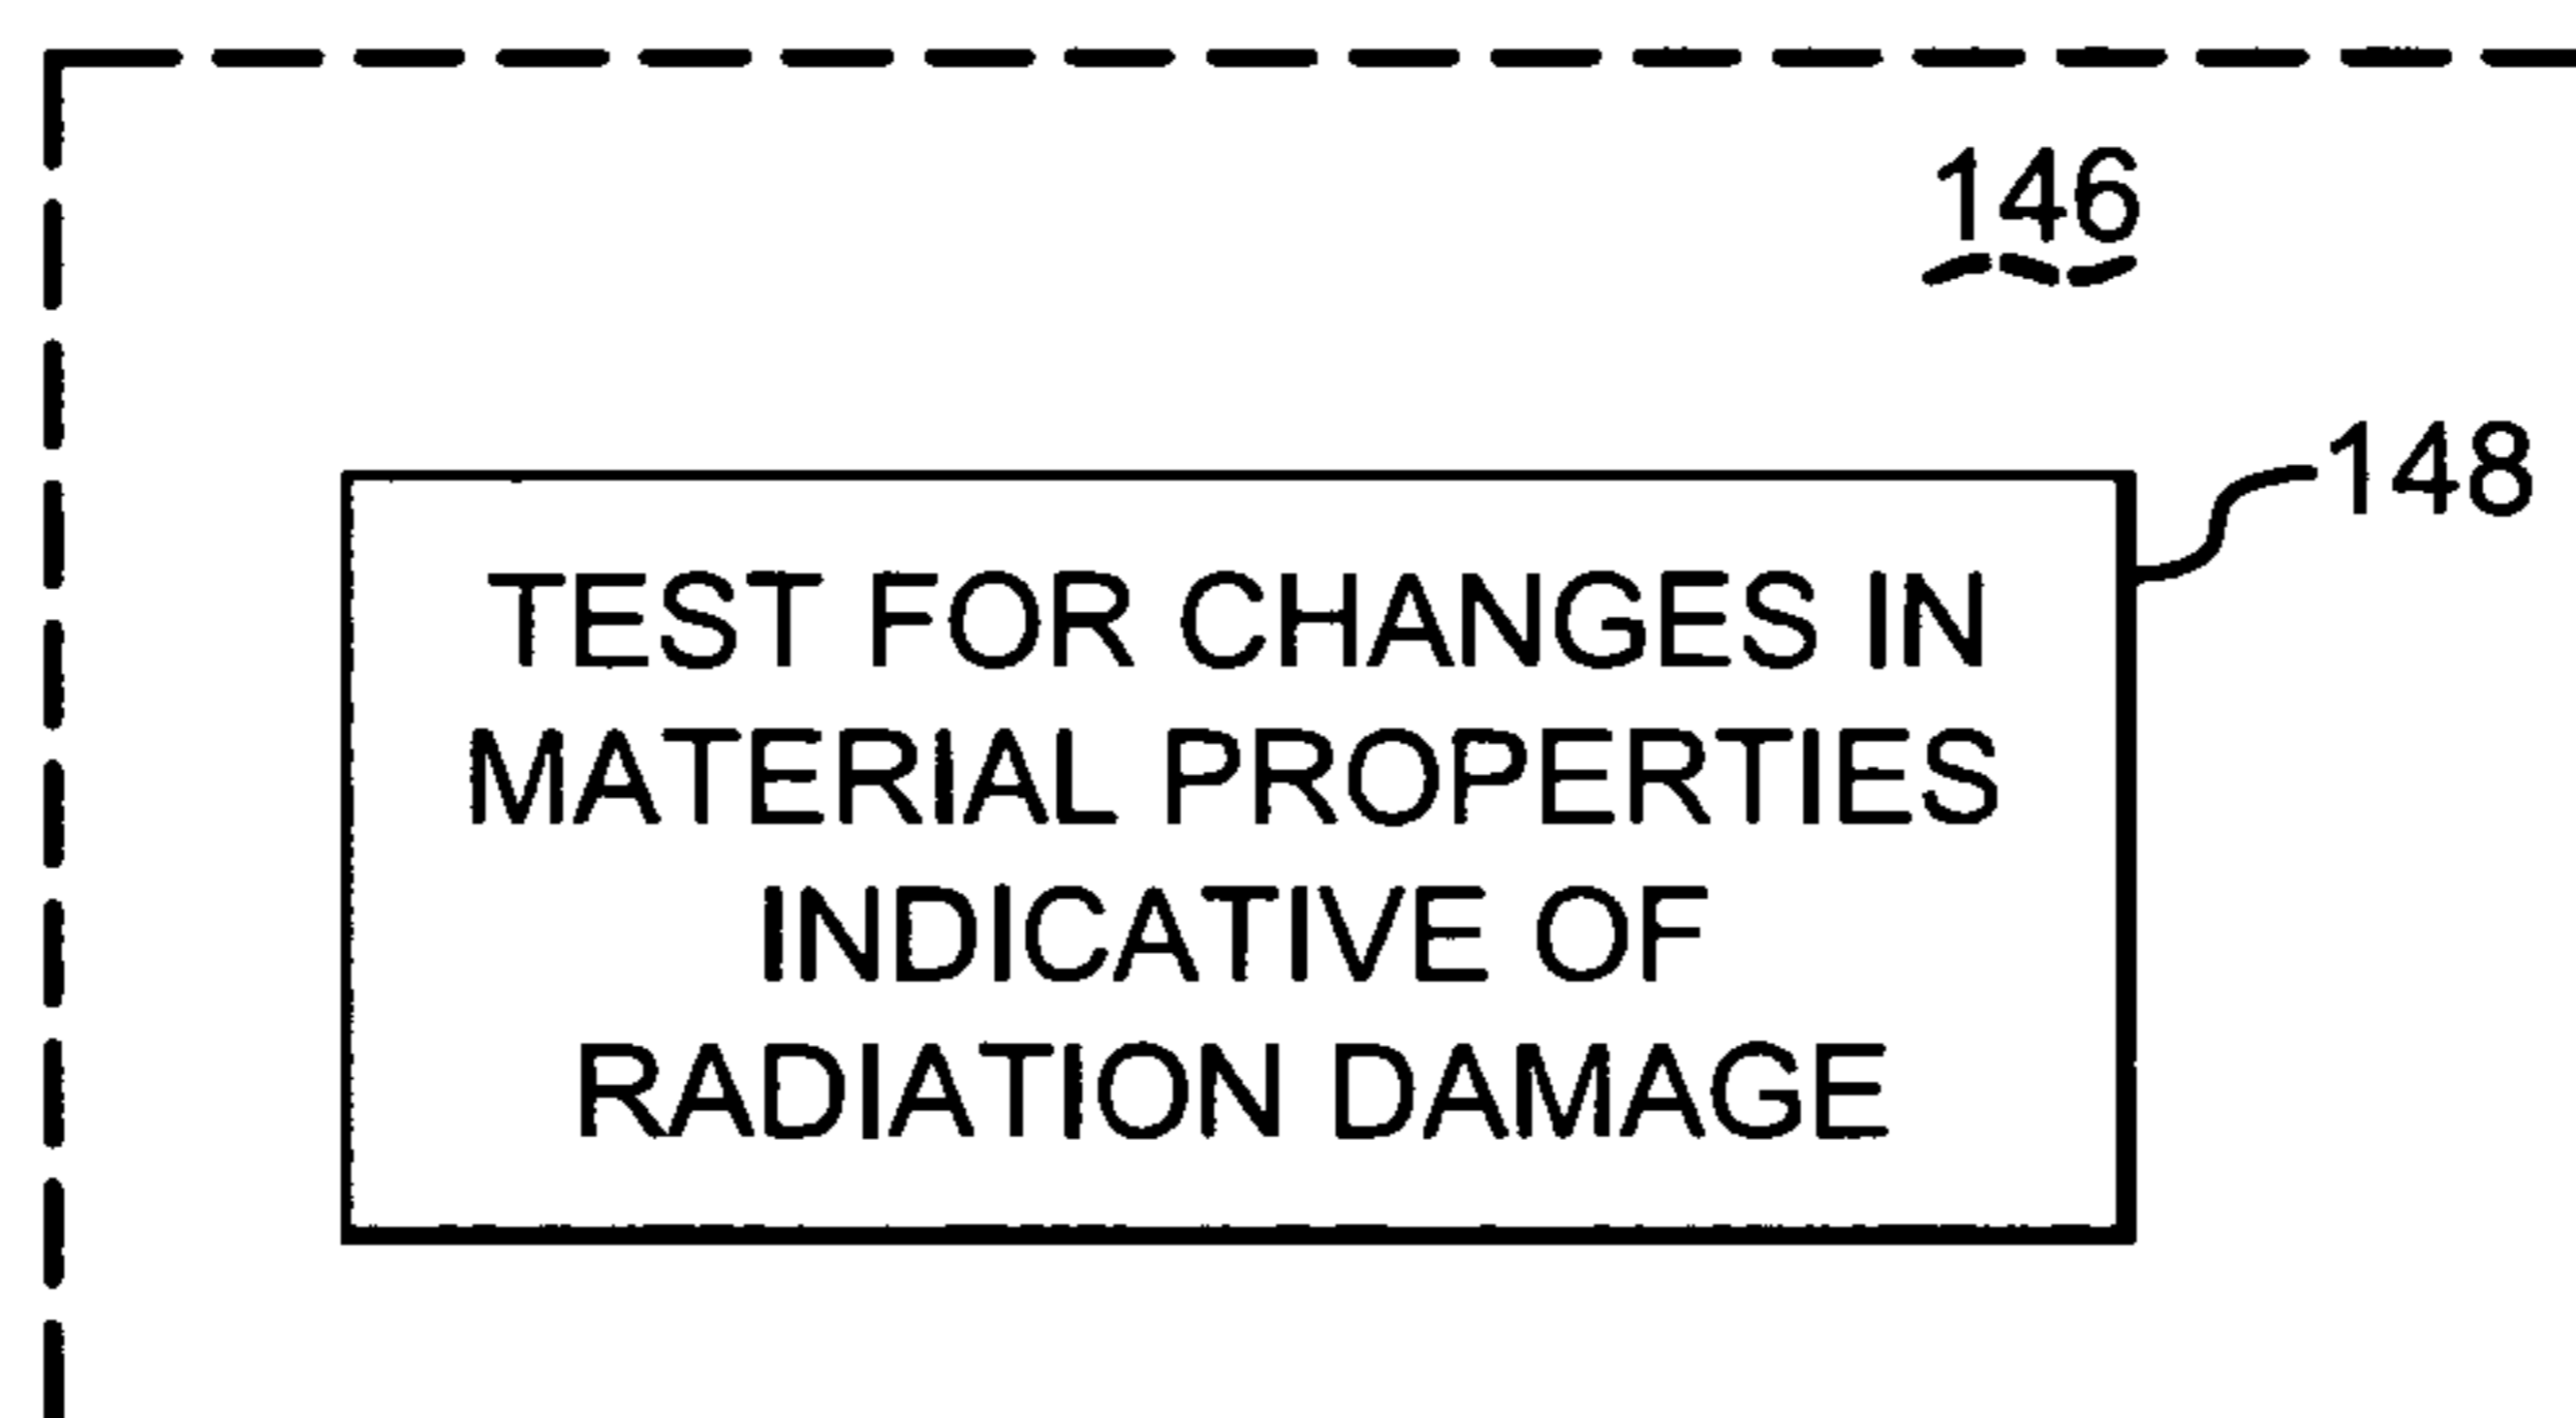 146
148
TEST FOR CHANGES IN
MATERIAL PROPERTIES
INDICATIVE OF
RADIATION DAMAGE